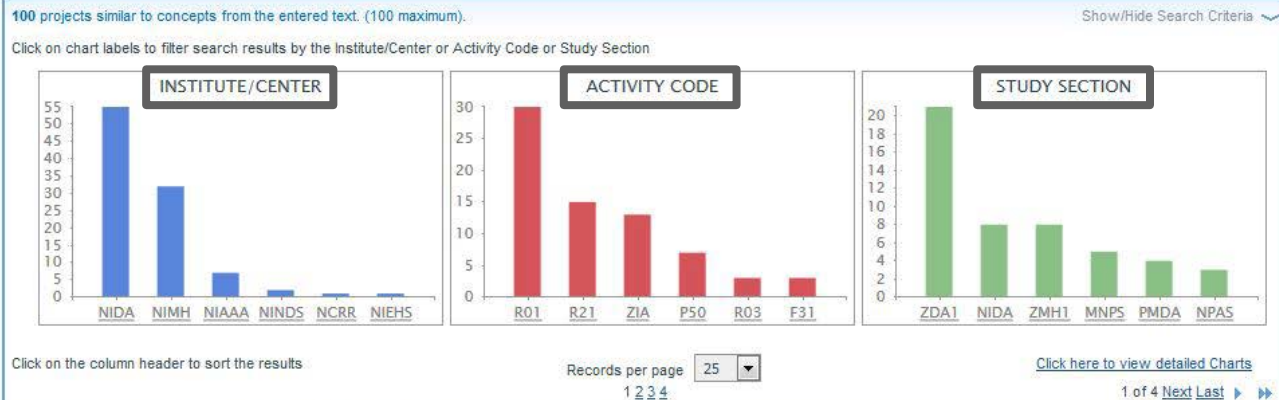 100 projects similar to concepts from the entered text. (100 maximum).
Show/Hide Search Criteria
Click on chart labels to filter search results by the Institute/Center or Activity Code or Study Section
INSTITUTE/CENTER
55
50
45
40
35
30
25
20
15
10
5
0
NIDA NIMH NIAAA NINDS NCRR NIEHS
ACTIVITY CODE
30
25
20
15
10
5
0
R01 R21 ZIA P50 R03 F31
STUDY SECTION
20
18
16
14
12
10
8
6
4
2
0
ZDA1 NIDA ZMH1 MNPS PMDA NPAS
Click on the column header to sort the results
Records per page 25
1 2 3 4
Click here to view detailed Charts
1 of 4 Next Last